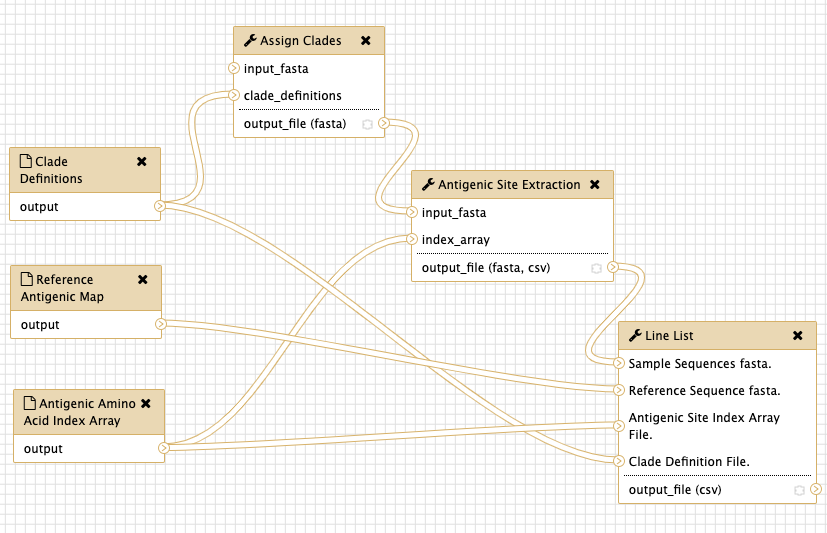 Assign Clades
input_fasta
clade_definitions
output_file (fasta)
Clade
Definitions
output
Antigenic Site Extraction
input_fasta
index_array
output_file (fasta, csv)
Reference
Antigenic Map
output
Line List
Sample Sequences fasta.
Reference Sequence fasta.
Antigenic Site Index Array
File.
Clade Definition File.
output_file (csv)
Antigenic Amino
Acid Index Array
output